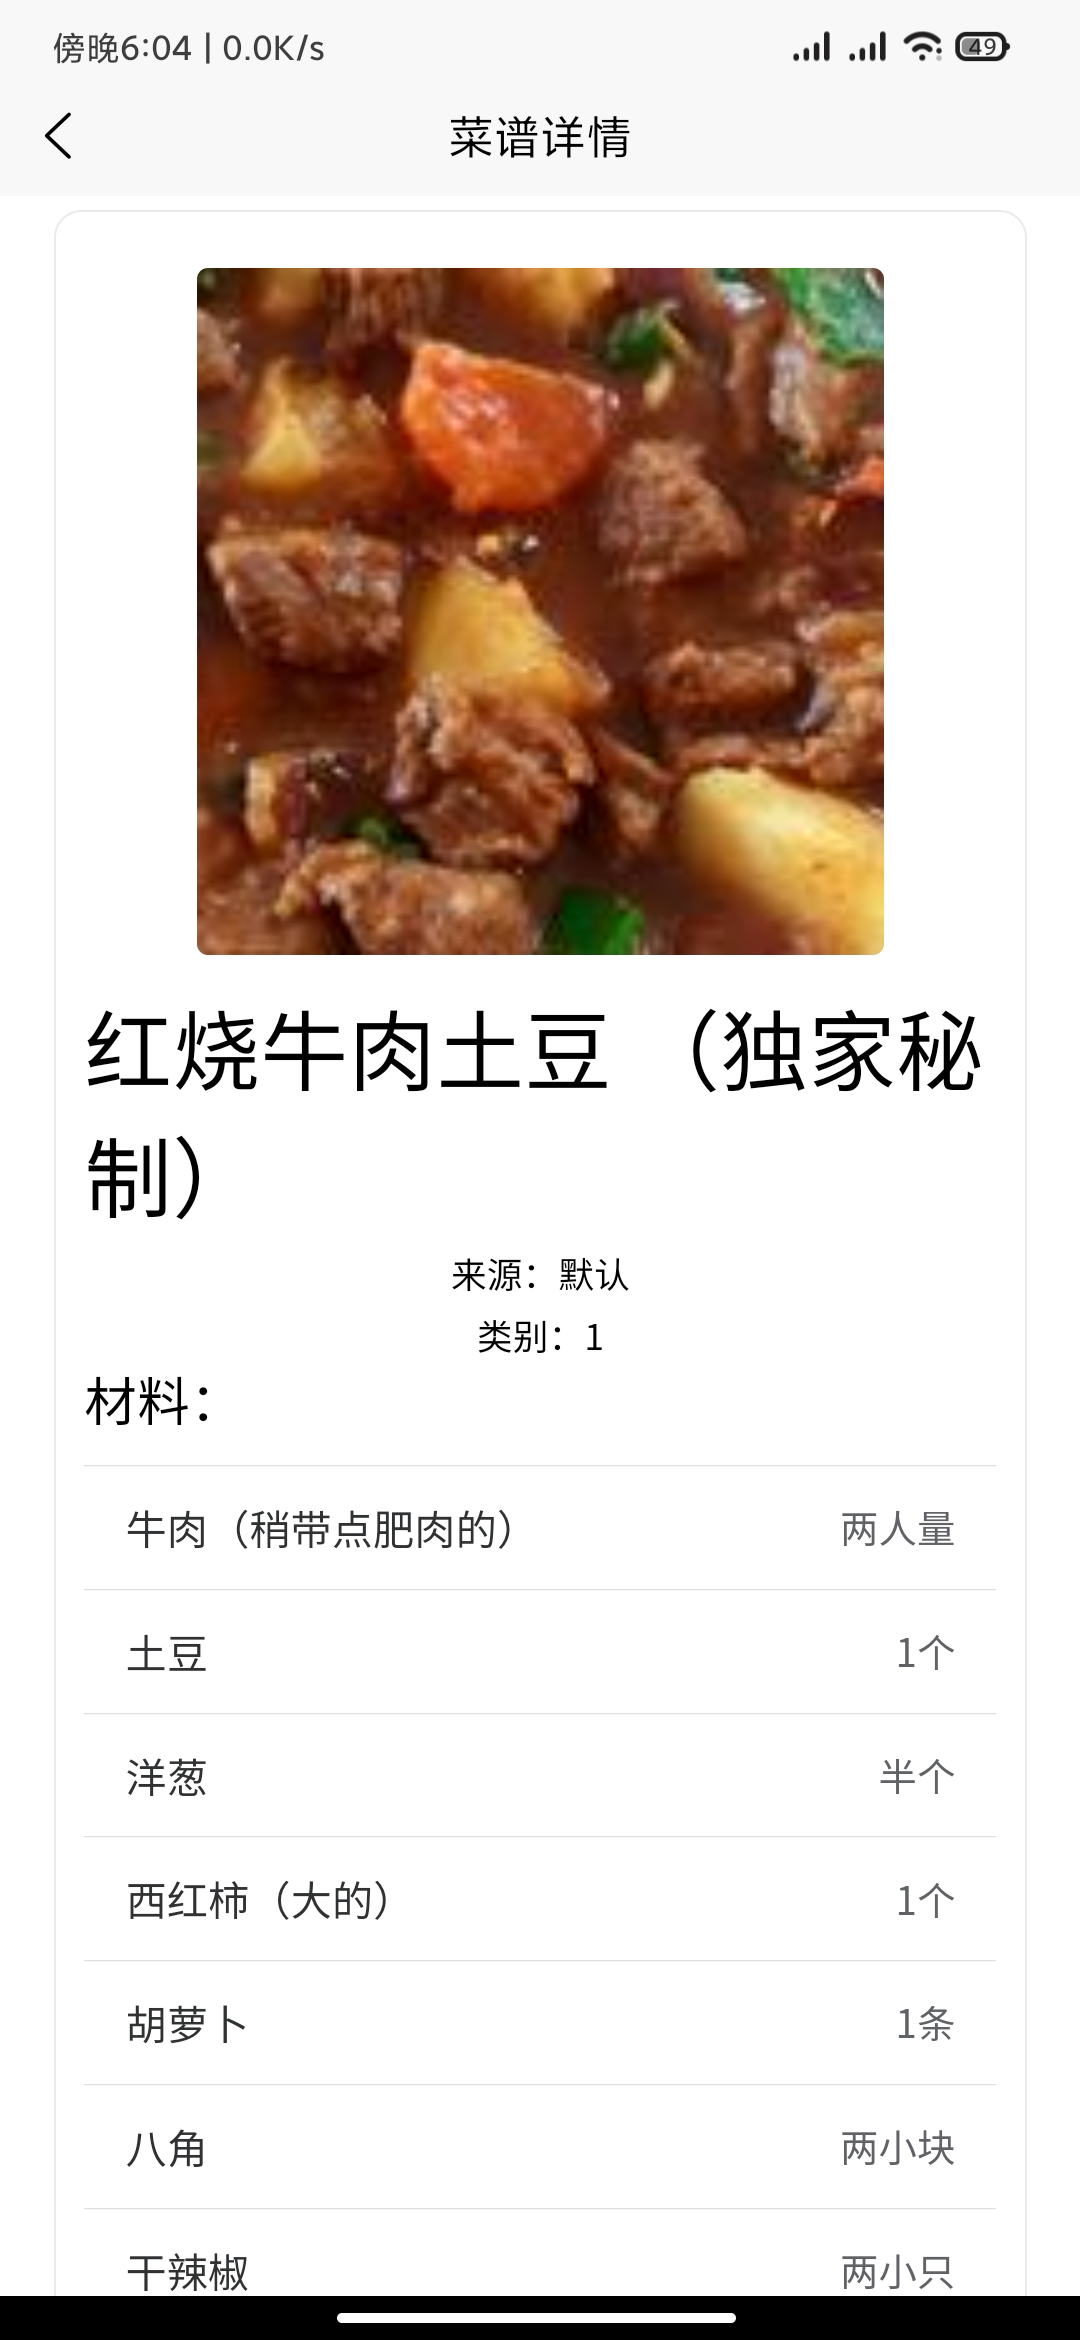 傍晚6:04 | 0.0K/s
49
菜谱详情
红烧牛肉土豆 （独家秘
制）
来源：默认
类别：1
材料：
牛肉（稍带点肥肉的） 两人量
土豆 1个
洋葱 半个
西红柿（大的） 1个
胡萝卜 1条
八角 两小块
干辣椒 两小只